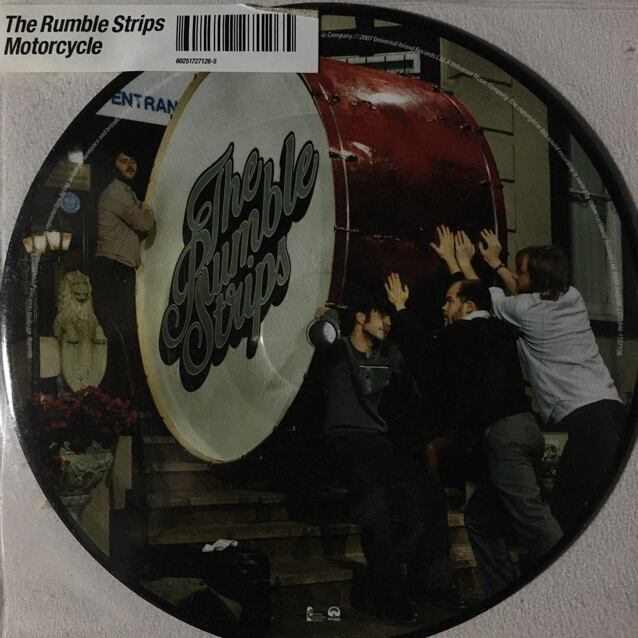 The Rumble Strips
Motorcycle
60251727126-5
ic Company. ℗©2007 Universal Island Records Ltd. A Universal Music Company.
ENTRAN
The
Rumble
Strips